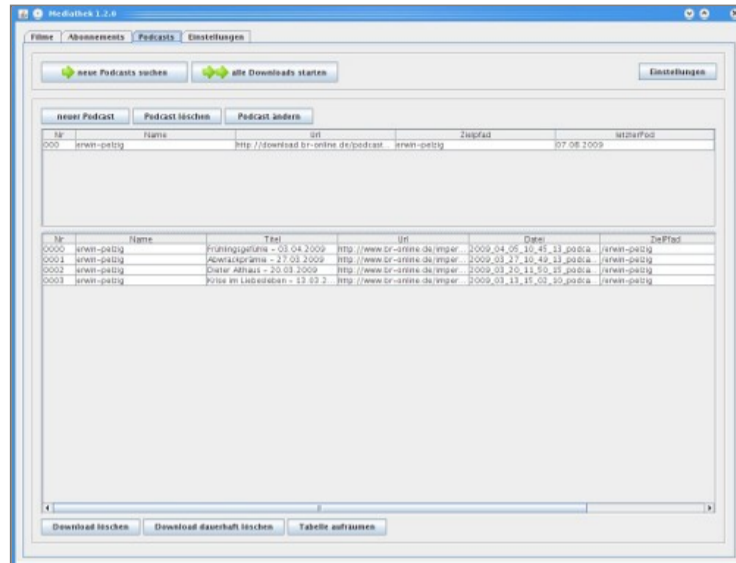 Mediathek 1.2.0
Filme Abonnements Podcasts Einstellungen
neue Podcasts suchen alle Downloads starten Einstellungen
neuer Podcast Podcast löschen Podcast ändern
Nr Name Url Zielpfad letzterPod
000 erwin-pelzig http://download.br-online.de/podcast... erwin-pelzig 07.08.2009
Nr Name Titel Url Datei ZielPfad
0000 erwin-pelzig Frühlingsgefühle - 03.04.2009 http://www.br-online.de/imper... 2009_04_05_10_45_13_podca... /erwin-pelzig
0001 erwin-pelzig Abwrackprämie - 27.03.2009 http://www.br-online.de/imper... 2009_03_27_10_49_13_podca... /erwin-pelzig
0002 erwin-pelzig Dieter Althaus - 20.03.2009 http://www.br-online.de/imper... 2009_03_20_11_50_15_podca... /erwin-pelzig
0003 erwin-pelzig Krise im Liebesleben - 13.03.2... http://www.br-online.de/imper... 2009_03_13_15_02_10_podca... /erwin-pelzig
Download löschen Download dauerhaft löschen Tabelle aufräumen